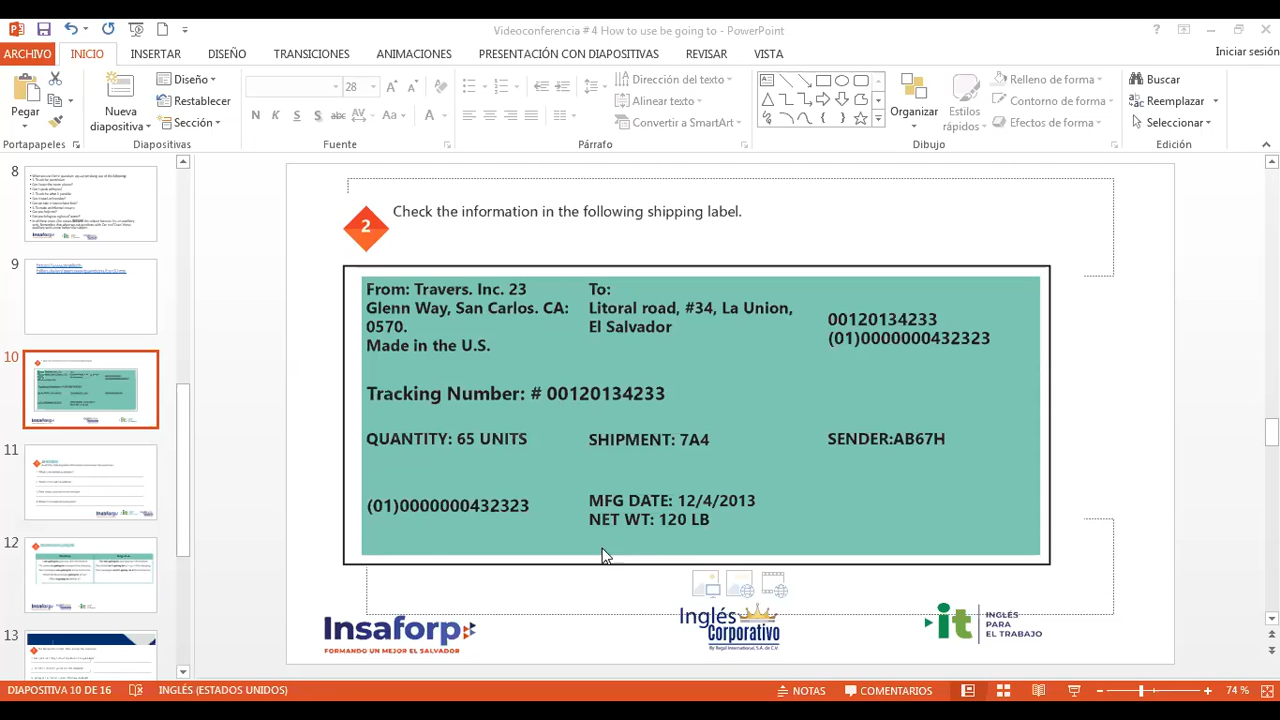 Videoconferencia # 4 How to use be going to - PowerPoint
Iniciar sesión
ARCHIVO INICIO INSERTAR DISEÑO TRANSICIONES ANIMACIONES PRESENTACIÓN CON DIAPOSITIVAS REVISAR VISTA
Pegar
Portapapeles
Nueva
diapositiva
Diseño
Restablecer
Sección
Diapositivas
28
N K S S abc AV Aa A
Fuente
Dirección del texto
Alinear texto
Convertir a SmartArt
Párrafo
Organizar
Estilos
rápidos
Relleno de forma
Contorno de forma
Efectos de forma
Dibujo
Buscar
Reemplazar
Seleccionar
Edición
8
9
10
11
12
13
2
Check the information in the following shipping label.
From: Travers. Inc. 23
Glenn Way, San Carlos. CA:
0570.
Made in the U.S.
To:
Litoral road, #34, La Union,
El Salvador
00120134233
(01)0000000432323
Tracking Number: # 00120134233
QUANTITY: 65 UNITS
SHIPMENT: 7A4
SENDER:AB67H
(01)0000000432323
MFG DATE: 12/4/2013
NET WT: 120 LB
Insaforp
FORMANDO UN MEJOR EL SALVADOR
Inglés
Corporativo
By Regal International, S.A. de C.V.
it
INGLÉS
PARA
EL TRABAJO
DIAPOSITIVA 10 DE 16 INGLÉS (ESTADOS UNIDOS) NOTAS COMENTARIOS 74 %